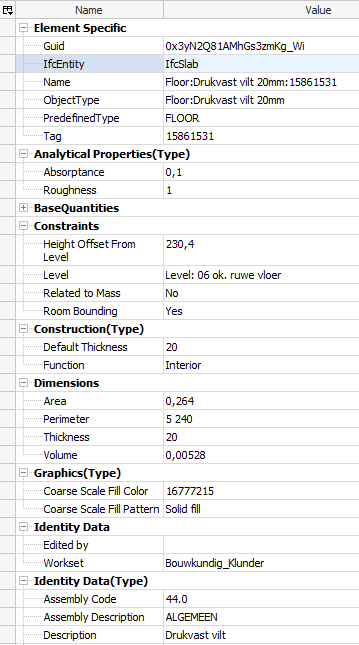 Name Value
Element Specific
Guid 0x3yN2Q81AMhGs3zmKg_Wi
IfcEntity IfcSlab
Name Floor:Drukvast vilt 20mm:15861531
ObjectType Floor:Drukvast vilt 20mm
PredefinedType FLOOR
Tag 15861531
Analytical Properties(Type)
Absorptance 0,1
Roughness 1
BaseQuantities
Constraints
Height Offset From Level 230,4
Level Level: 06 ok. ruwe vloer
Related to Mass No
Room Bounding Yes
Construction(Type)
Default Thickness 20
Function Interior
Dimensions
Area 0,264
Perimeter 5 240
Thickness 20
Volume 0,00528
Graphics(Type)
Coarse Scale Fill Color 16777215
Coarse Scale Fill Pattern Solid fill
Identity Data
Edited by
Workset Bouwkundig_Klunder
Identity Data(Type)
Assembly Code 44.0
Assembly Description ALGEMEEN
Description Drukvast vilt